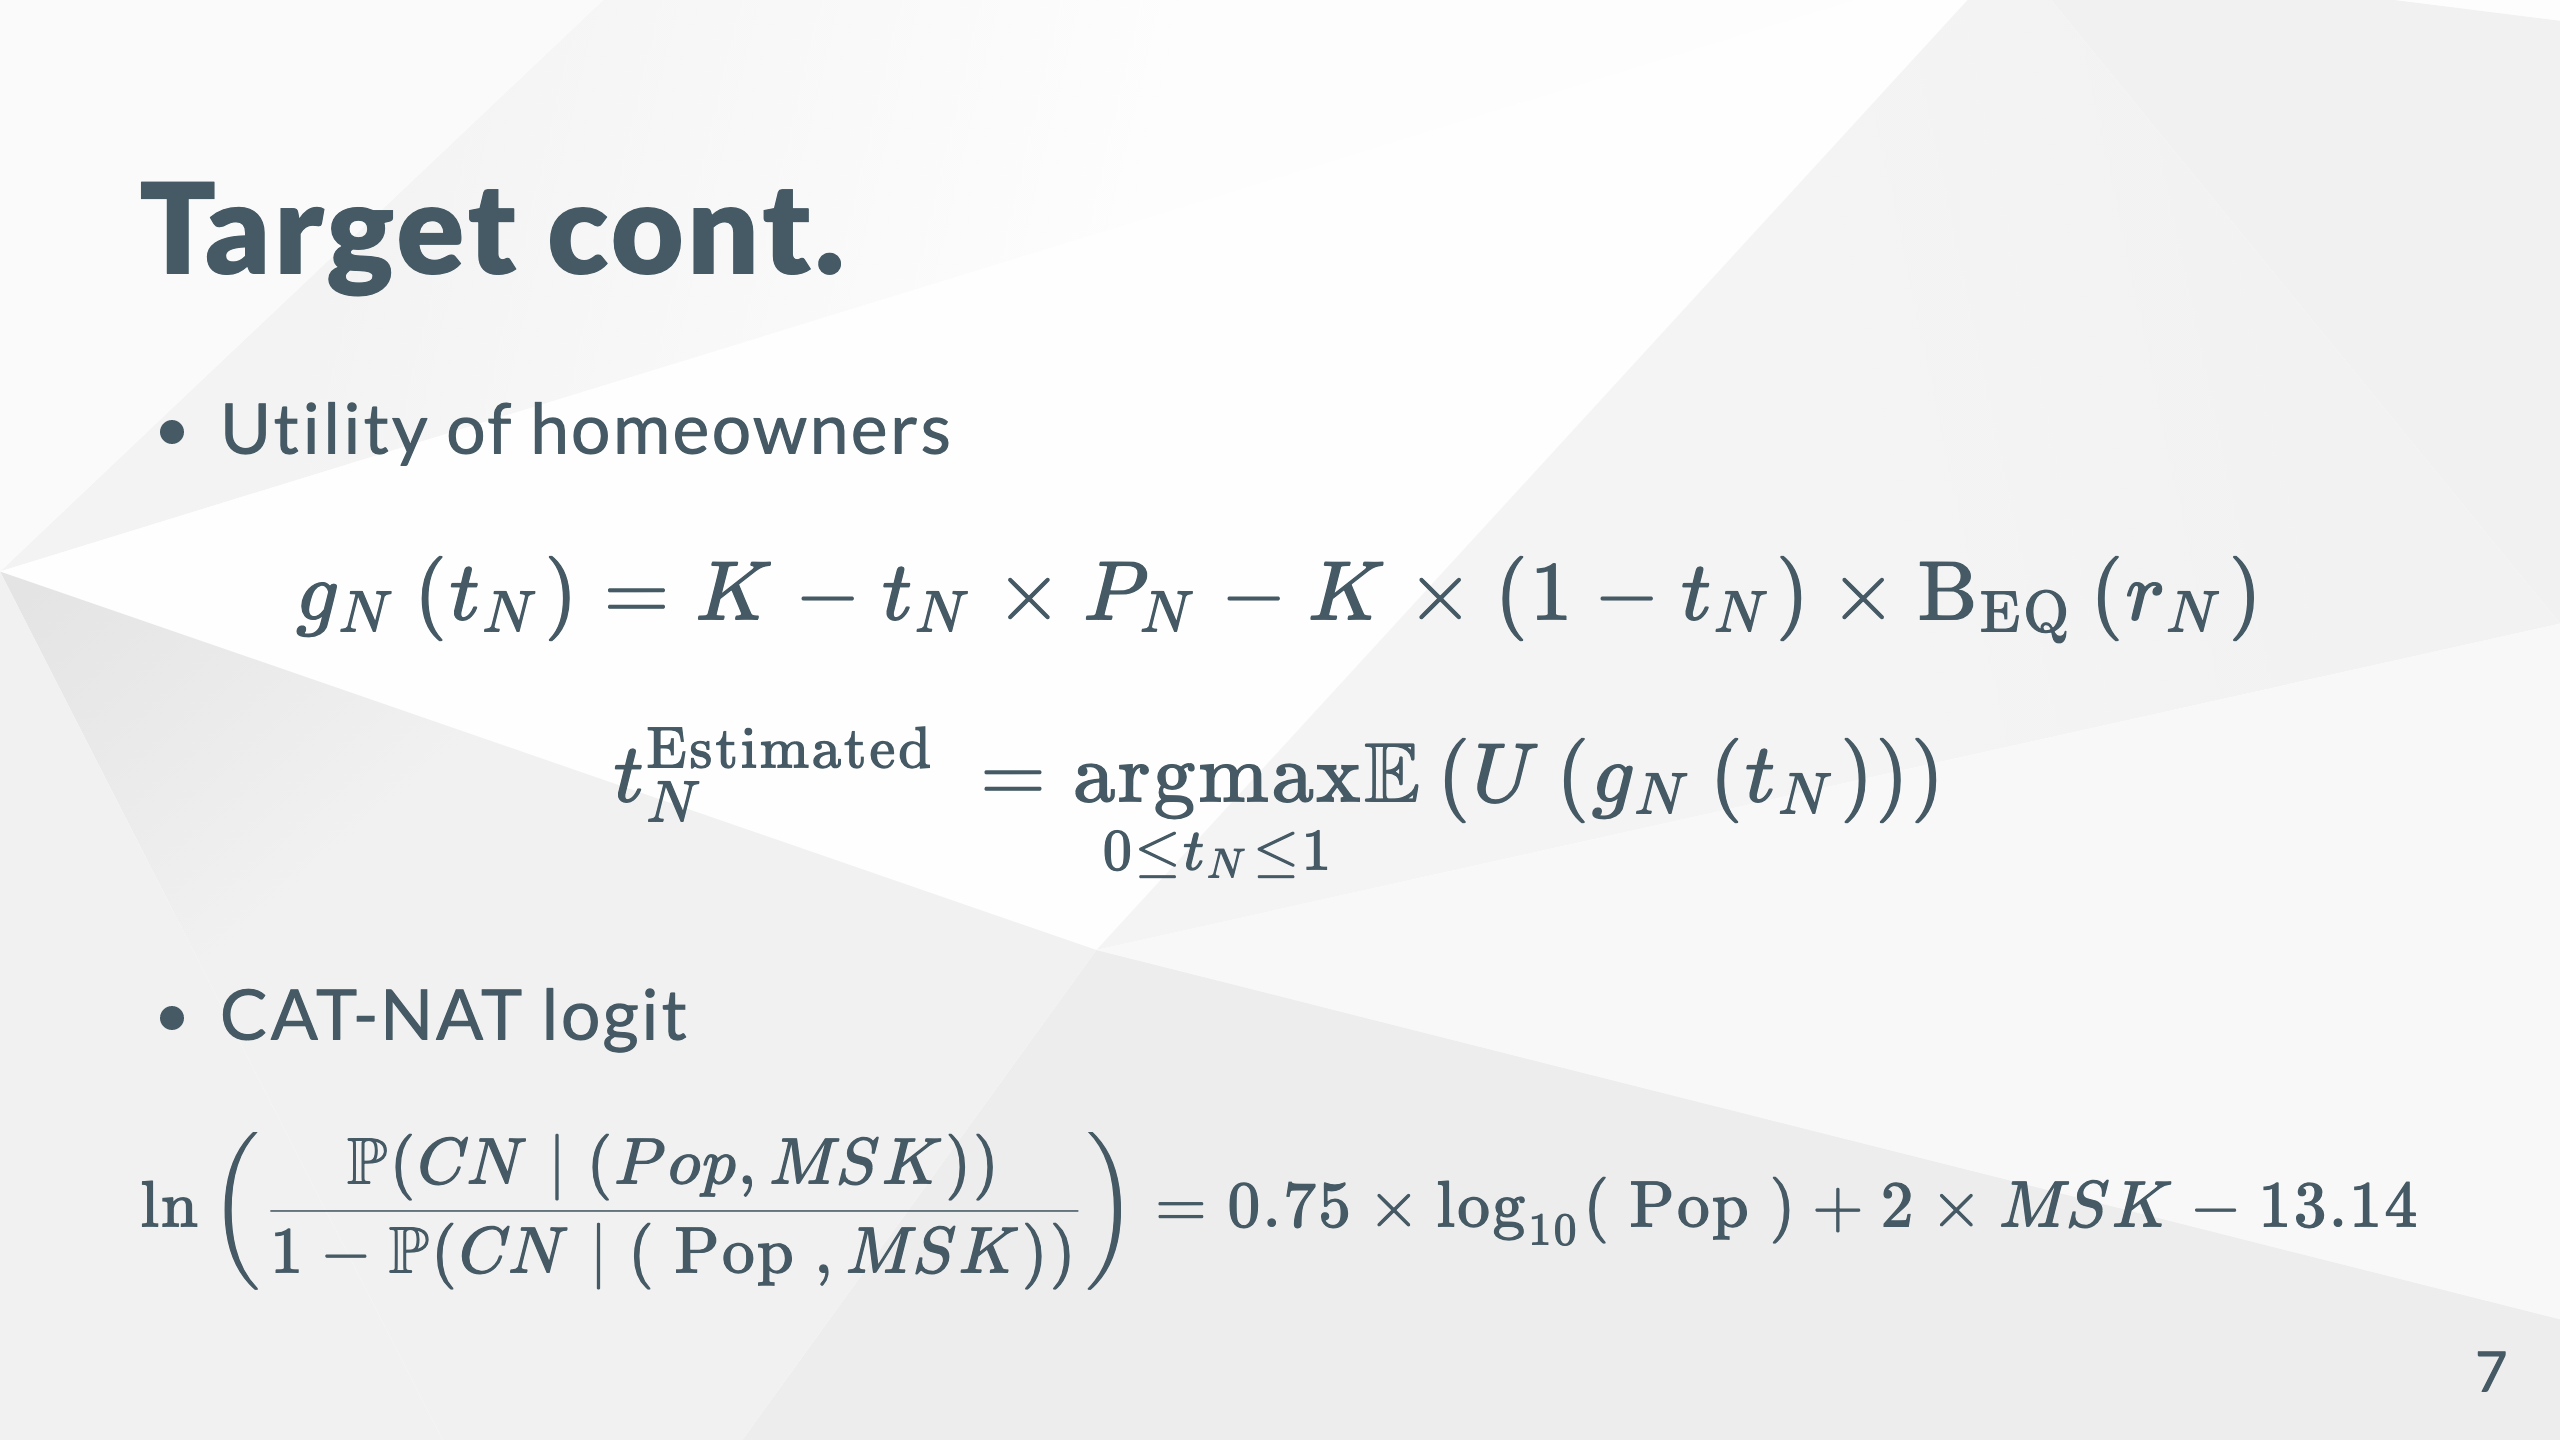 Target cont.
• Utility of homeowners
g_N (t_N) = K − t_N × P_N − K × (1 − t_N) × B_EQ (r_N)
t_N^Estimated = argmax_{0≤t_N≤1} 𝔼 (U (g_N (t_N)))
• CAT-NAT logit
ln ( ℙ(CN | (Pop, MSK)) / 1 − ℙ(CN | ( Pop , MSK)) ) = 0.75 × log₁₀( Pop ) + 2 × MSK − 13.14
7